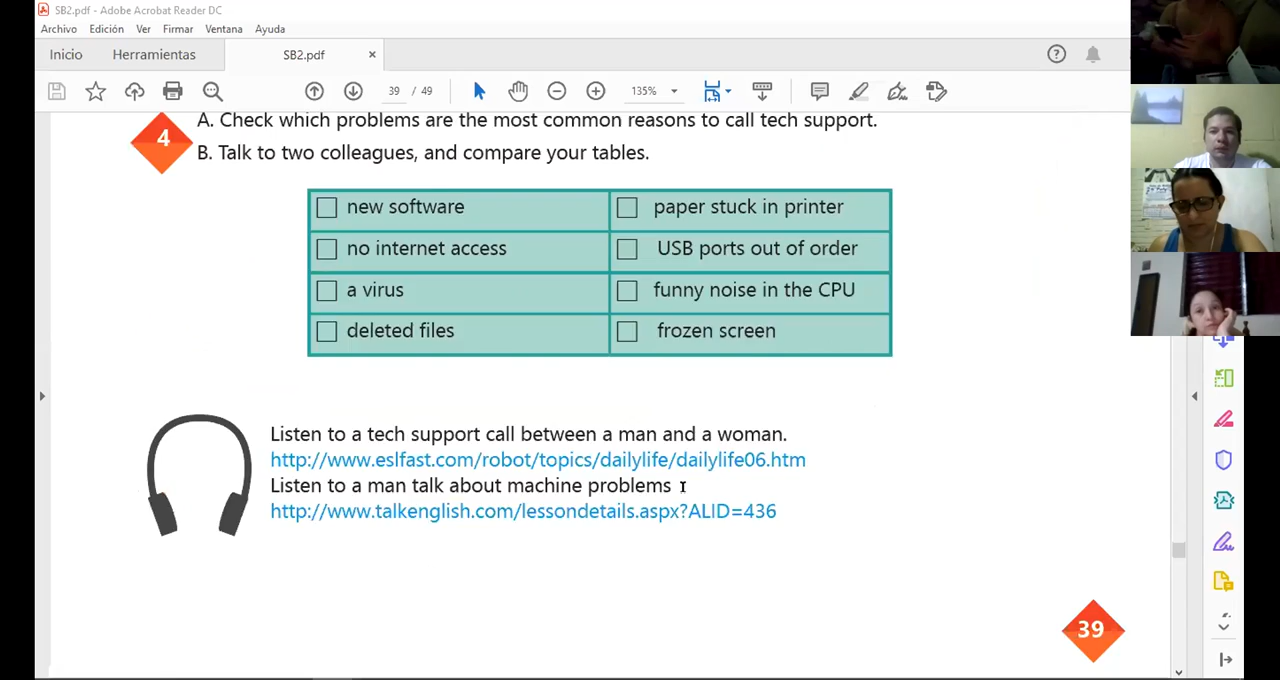 SB2.pdf - Adobe Acrobat Reader DC
Archivo Edición Ver Firmar Ventana Ayuda
Inicio Herramientas SB2.pdf ×
39 / 49 135%
4
A. Check which problems are the most common reasons to call tech support.
B. Talk to two colleagues, and compare your tables.
new software paper stuck in printer
no internet access USB ports out of order
a virus funny noise in the CPU
deleted files frozen screen
Listen to a tech support call between a man and a woman.
http://www.eslfast.com/robot/topics/dailylife/dailylife06.htm
Listen to a man talk about machine problems
http://www.talkenglish.com/lessondetails.aspx?ALID=436
39